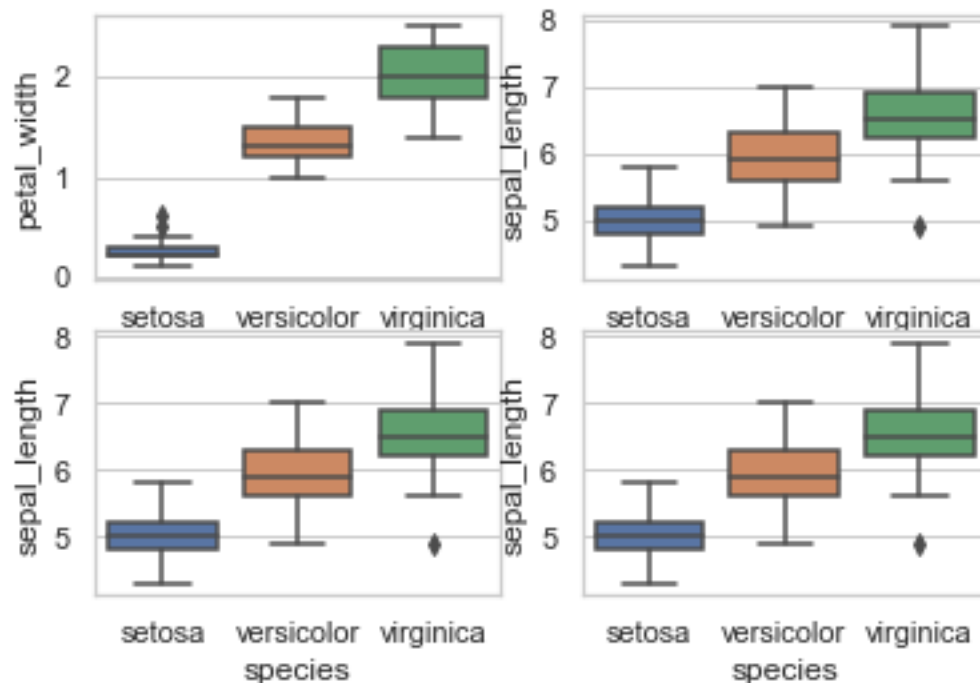 petal_width
2
1
0
setosa versicolor virginica
sepal_length
8
7
6
5
setosa versicolor virginica
sepal_length
8
7
6
5
setosa versicolor virginica
species
sepal_length
8
7
6
5
setosa versicolor virginica
species